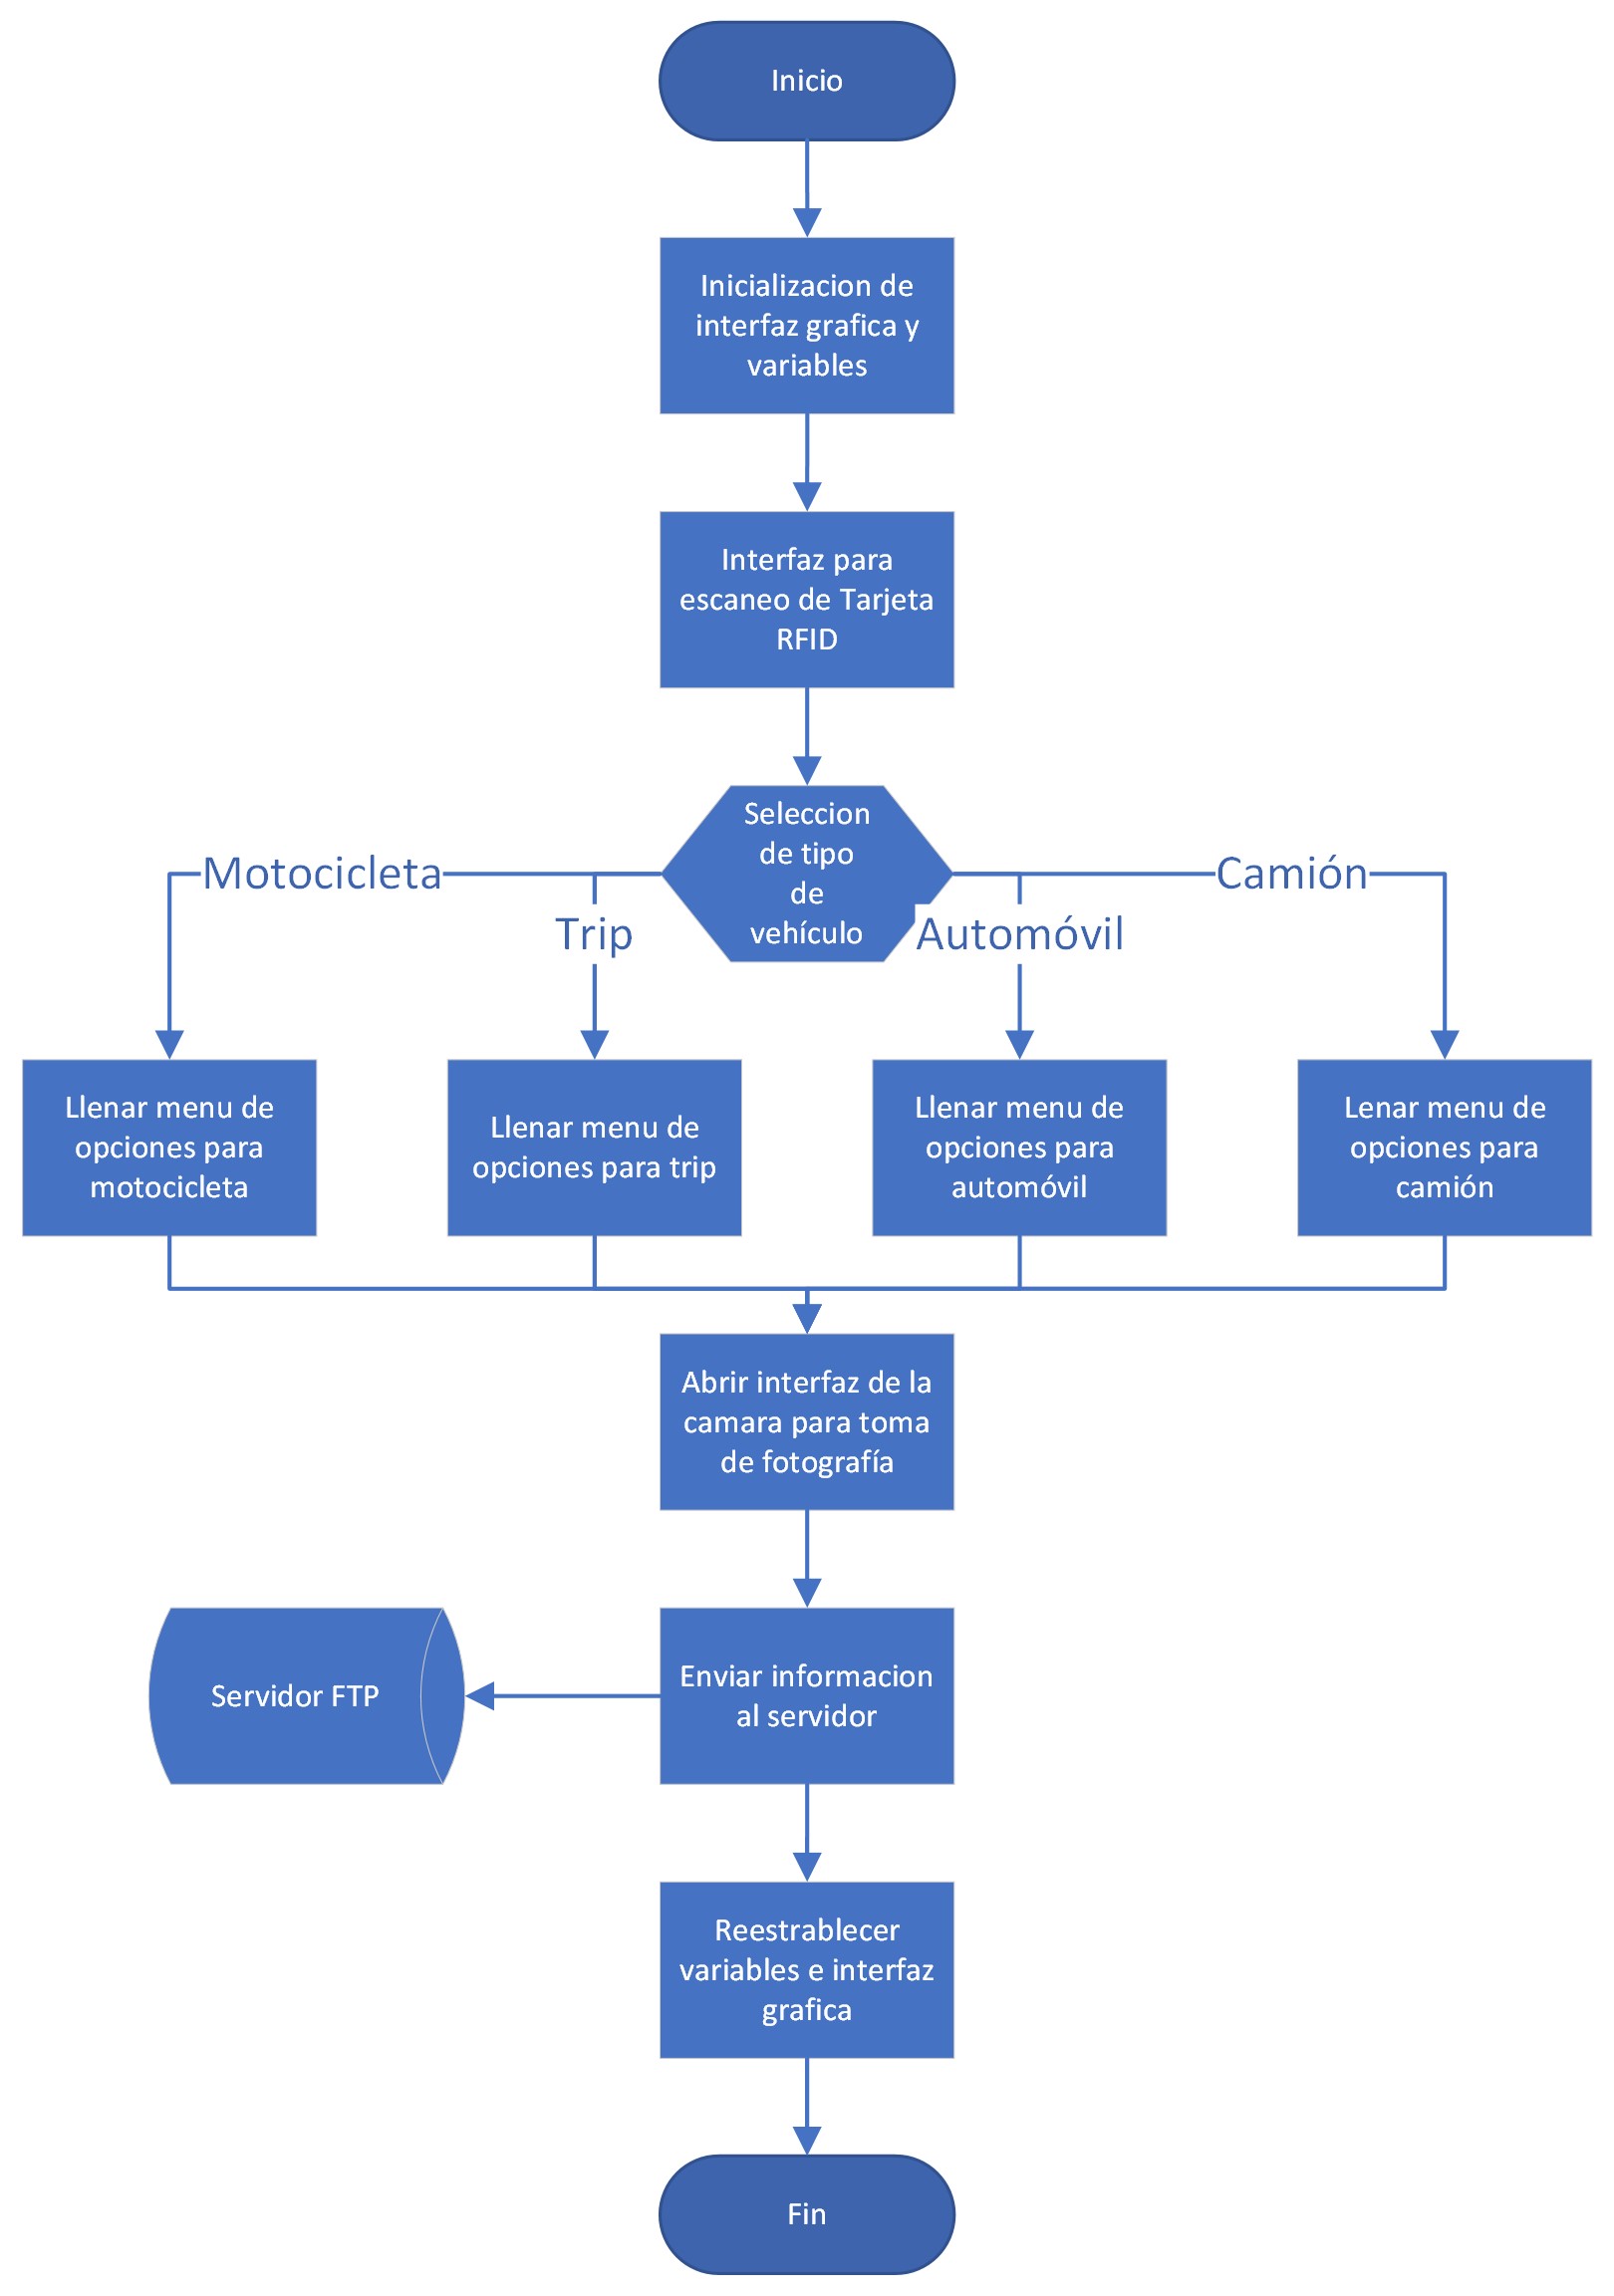 Inicio
Inicializacion de
interfaz grafica y
variables
Interfaz para
escaneo de Tarjeta
RFID
Seleccion
de tipo
de
vehículo
Motocicleta
Trip
Automóvil
Camión
Llenar menu de
opciones para
motocicleta
Llenar menu de
opciones para trip
Llenar menu de
opciones para
automóvil
Lenar menu de
opciones para
camión
Abrir interfaz de la
camara para toma
de fotografía
Enviar informacion
al servidor
Servidor FTP
Reestrablecer
variables e interfaz
grafica
Fin